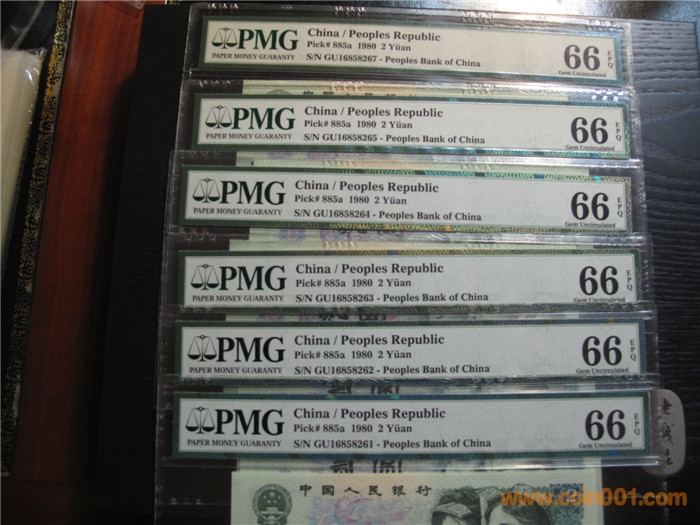 PMG
PAPER MONEY GUARANTY
China / Peoples Republic
Pick# 885a 1980 2 Yüan
S/N GU16858267 - Peoples Bank of China
66 EPQ
Gem Uncirculated
PMG
PAPER MONEY GUARANTY
China / Peoples Republic
Pick# 885a 1980 2 Yüan
S/N GU16858265 - Peoples Bank of China
66 EPQ
Gem Uncirculated
PMG
PAPER MONEY GUARANTY
China / Peoples Republic
Pick# 885a 1980 2 Yüan
S/N GU16858264 - Peoples Bank of China
66 EPQ
Gem Uncirculated
PMG
PAPER MONEY GUARANTY
China / Peoples Republic
Pick# 885a 1980 2 Yüan
S/N GU16858263 - Peoples Bank of China
66 EPQ
Gem Uncirculated
PMG
PAPER MONEY GUARANTY
China / Peoples Republic
Pick# 885a 1980 2 Yüan
S/N GU16858262 - Peoples Bank of China
66 EPQ
Gem Uncirculated
PMG
PAPER MONEY GUARANTY
China / Peoples Republic
Pick# 885a 1980 2 Yüan
S/N GU16858261 - Peoples Bank of China
66 EPQ
Gem Uncirculated
中国人民银行
www.coin001.com